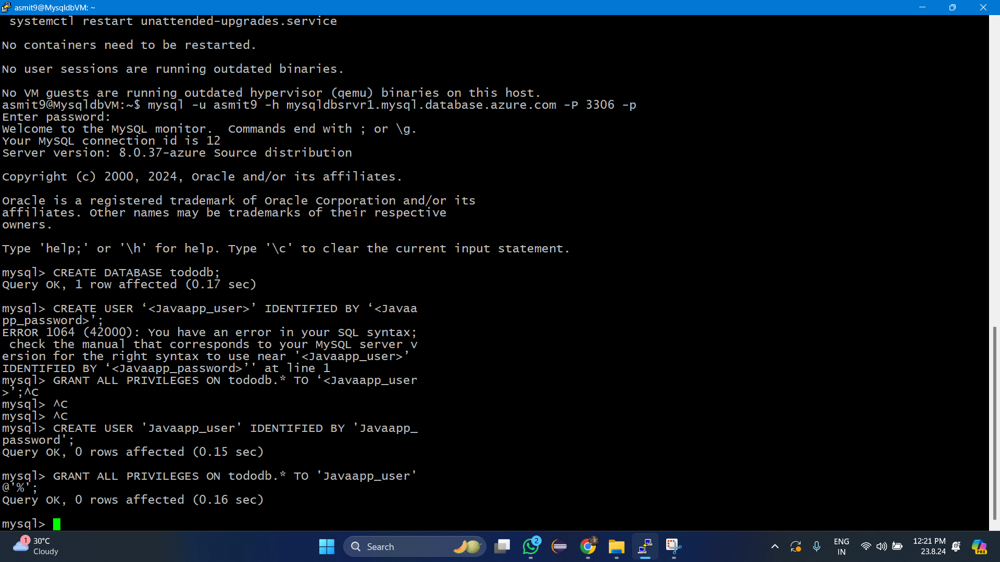 asmit9@MysqldbVM: ~
 systemctl restart unattended-upgrades.service
No containers need to be restarted.
No user sessions are running outdated binaries.
No VM guests are running outdated hypervisor (qemu) binaries on this host.
asmit9@MysqldbVM:~$ mysql -u asmit9 -h mysqldbsrvr1.mysql.database.azure.com -P 3306 -p
Enter password:
Welcome to the MySQL monitor.  Commands end with ; or \g.
Your MySQL connection id is 12
Server version: 8.0.37-azure Source distribution
Copyright (c) 2000, 2024, Oracle and/or its affiliates.
Oracle is a registered trademark of Oracle Corporation and/or its
affiliates. Other names may be trademarks of their respective
owners.
Type 'help;' or '\h' for help. Type '\c' to clear the current input statement.
mysql> CREATE DATABASE tododb;
Query OK, 1 row affected (0.17 sec)
mysql> CREATE USER ‘<Javaapp_user>’ IDENTIFIED BY ‘<Javaa
pp_password>’;
ERROR 1064 (42000): You have an error in your SQL syntax;
 check the manual that corresponds to your MySQL server v
ersion for the right syntax to use near '<Javaapp_user>’
IDENTIFIED BY ‘<Javaapp_password>’' at line 1
mysql> GRANT ALL PRIVILEGES ON tododb.* TO ‘<Javaapp_user
>’;^C
mysql> ^C
mysql> ^C
mysql> CREATE USER 'Javaapp_user' IDENTIFIED BY 'Javaapp_
password';
Query OK, 0 rows affected (0.15 sec)
mysql> GRANT ALL PRIVILEGES ON tododb.* TO 'Javaapp_user'
@'%';
Query OK, 0 rows affected (0.16 sec)
mysql>
1
30°C
Cloudy
Search
2
ENG
IN
12:21 PM
23.8.24
PRE